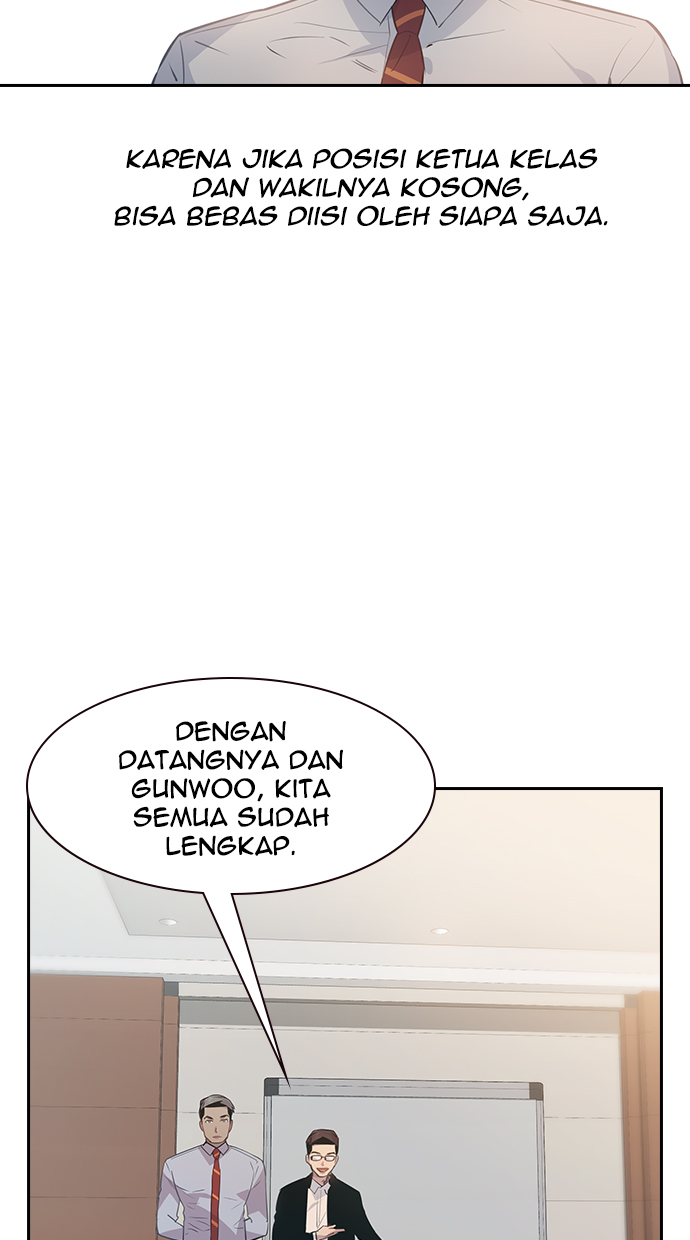 KARENA JIKA POSISI KETUA KELAS
DAN WAKILNYA KOSONG,
BISA BEBAS DIISI OLEH SIAPA SAJA.
DENGAN
DATANGNYA DAN
GUNWOO, KITA
SEMUA SUDAH
LENGKAP.